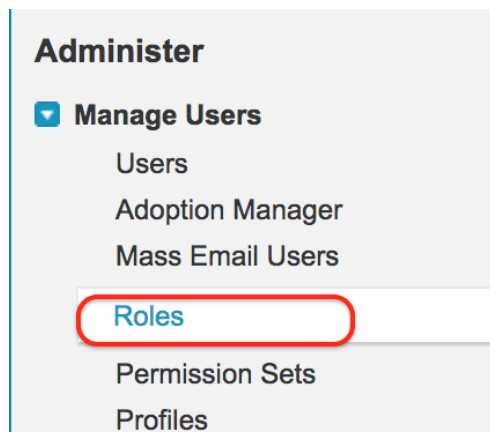 Administer
Manage Users
Users
Adoption Manager
Mass Email Users
Roles
Permission Sets
Profiles